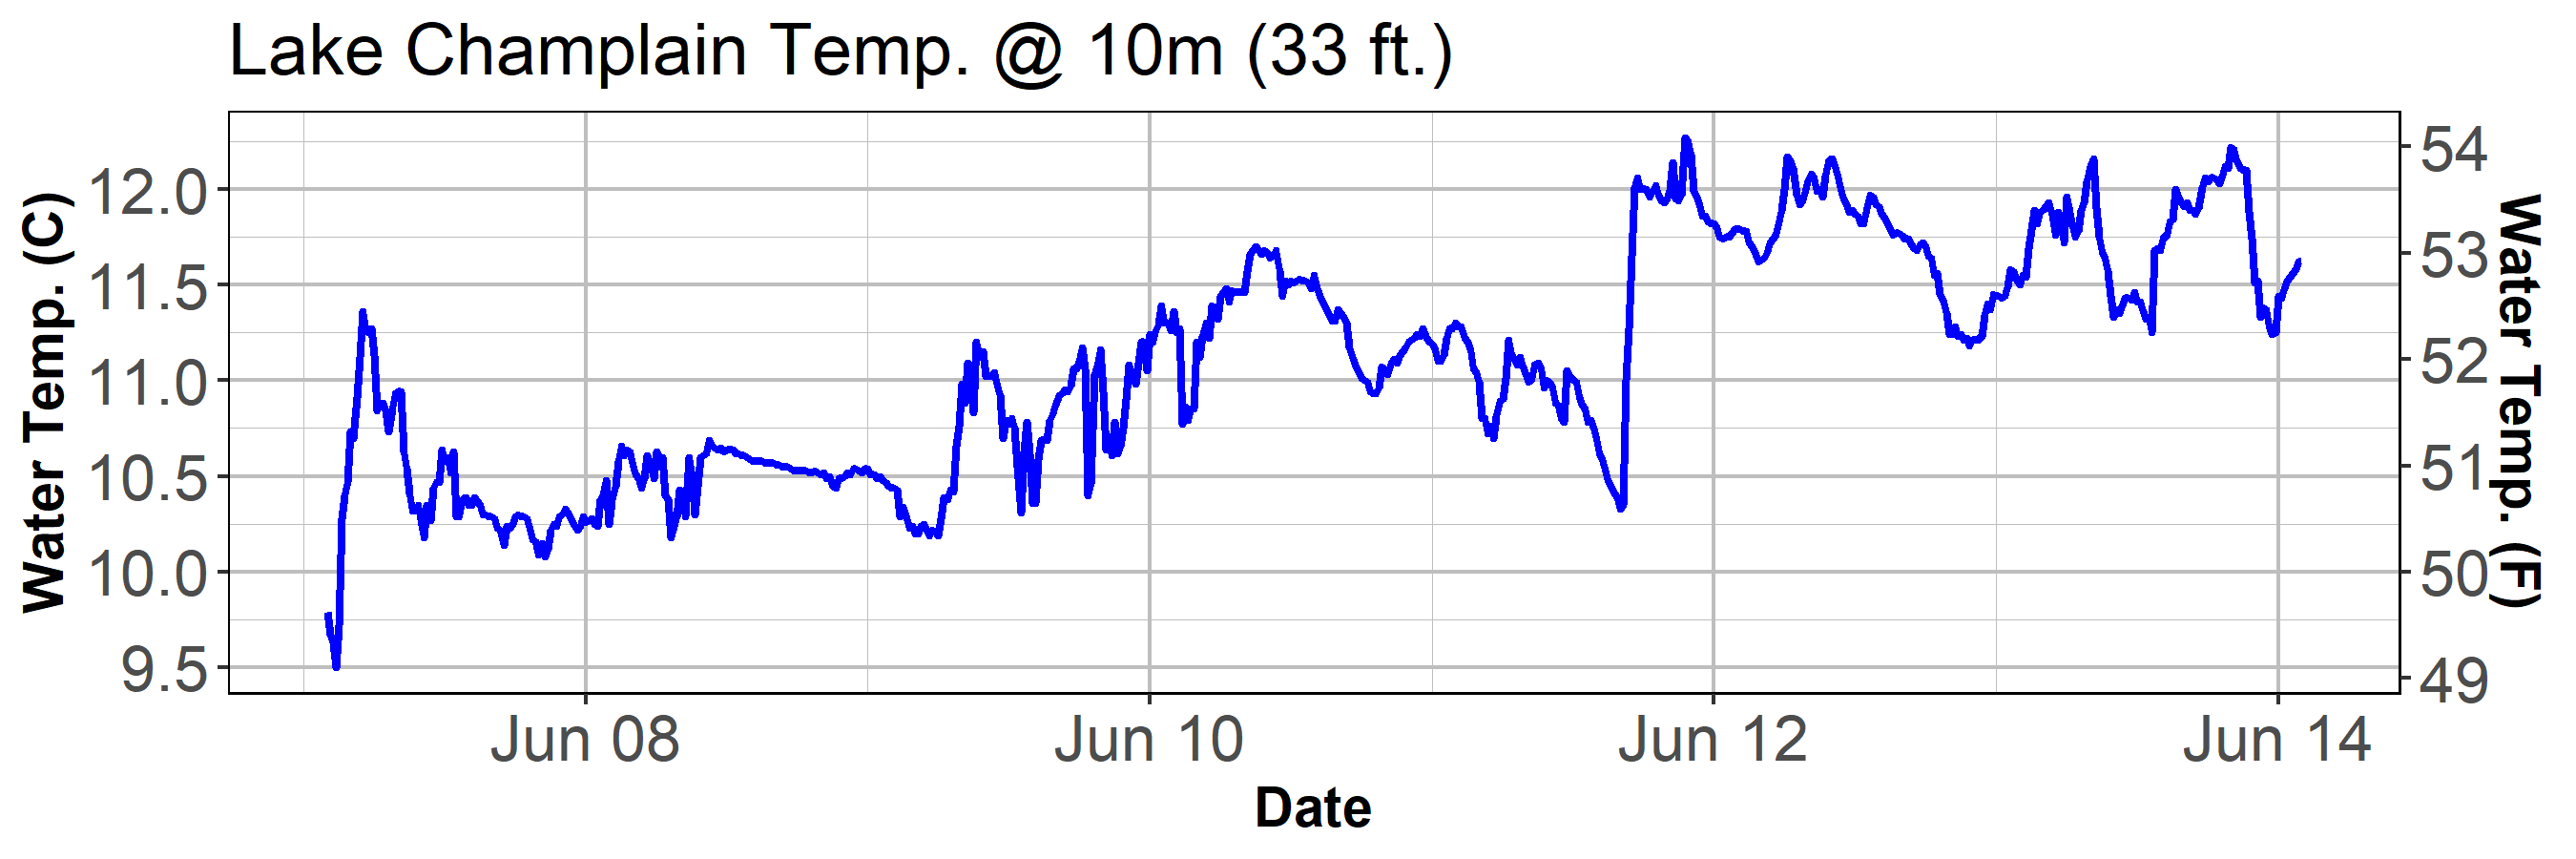 Lake Champlain Temp. @ 10m (33 ft.)
Water Temp. (C)
12.0
11.5
11.0
10.5
10.0
9.5
54
53
52
51
50
49
Water Temp. (F)
Jun 08
Jun 10
Jun 12
Jun 14
Date